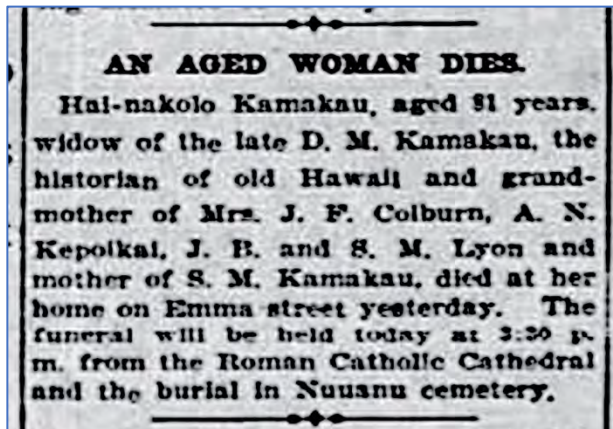 AN AGED WOMAN DIES.
Hai-nakolo Kamakau, aged 81 years,
widow of the late D. M. Kamakau, the
historian of old Hawaii and grand-
mother of Mrs. J. F. Colburn, A. N.
Kepoikai, J. B. and S. M. Lyon and
mother of S. M. Kamakau, died at her
home on Emma street yesterday. The
funeral will be held today at 3:30 p.
m. from the Roman Catholic Cathedral
and the burial in Nuuanu cemetery.